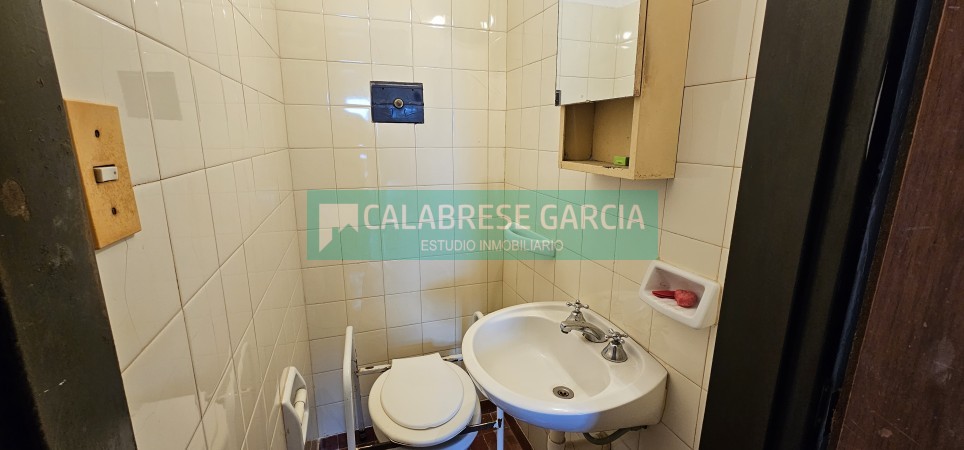 CALABRESE GARCIA
ESTUDIO INMOBILIARIO